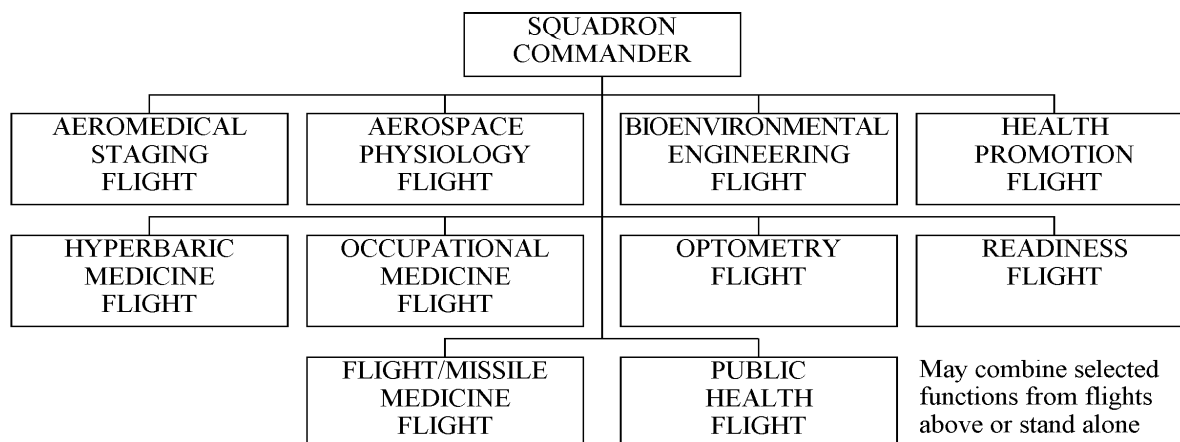 SQUADRON
COMMANDER
AEROMEDICAL
STAGING
FLIGHT
AEROSPACE
PHYSIOLOGY
FLIGHT
BIOENVIRONMENTAL
ENGINEERING
FLIGHT
HEALTH
PROMOTION
FLIGHT
HYPERBARIC
MEDICINE
FLIGHT
OCCUPATIONAL
MEDICINE
FLIGHT
OPTOMETRY
FLIGHT
READINESS
FLIGHT
FLIGHT/MISSILE
MEDICINE
FLIGHT
PUBLIC
HEALTH
FLIGHT
May combine selected
functions from flights
above or stand alone